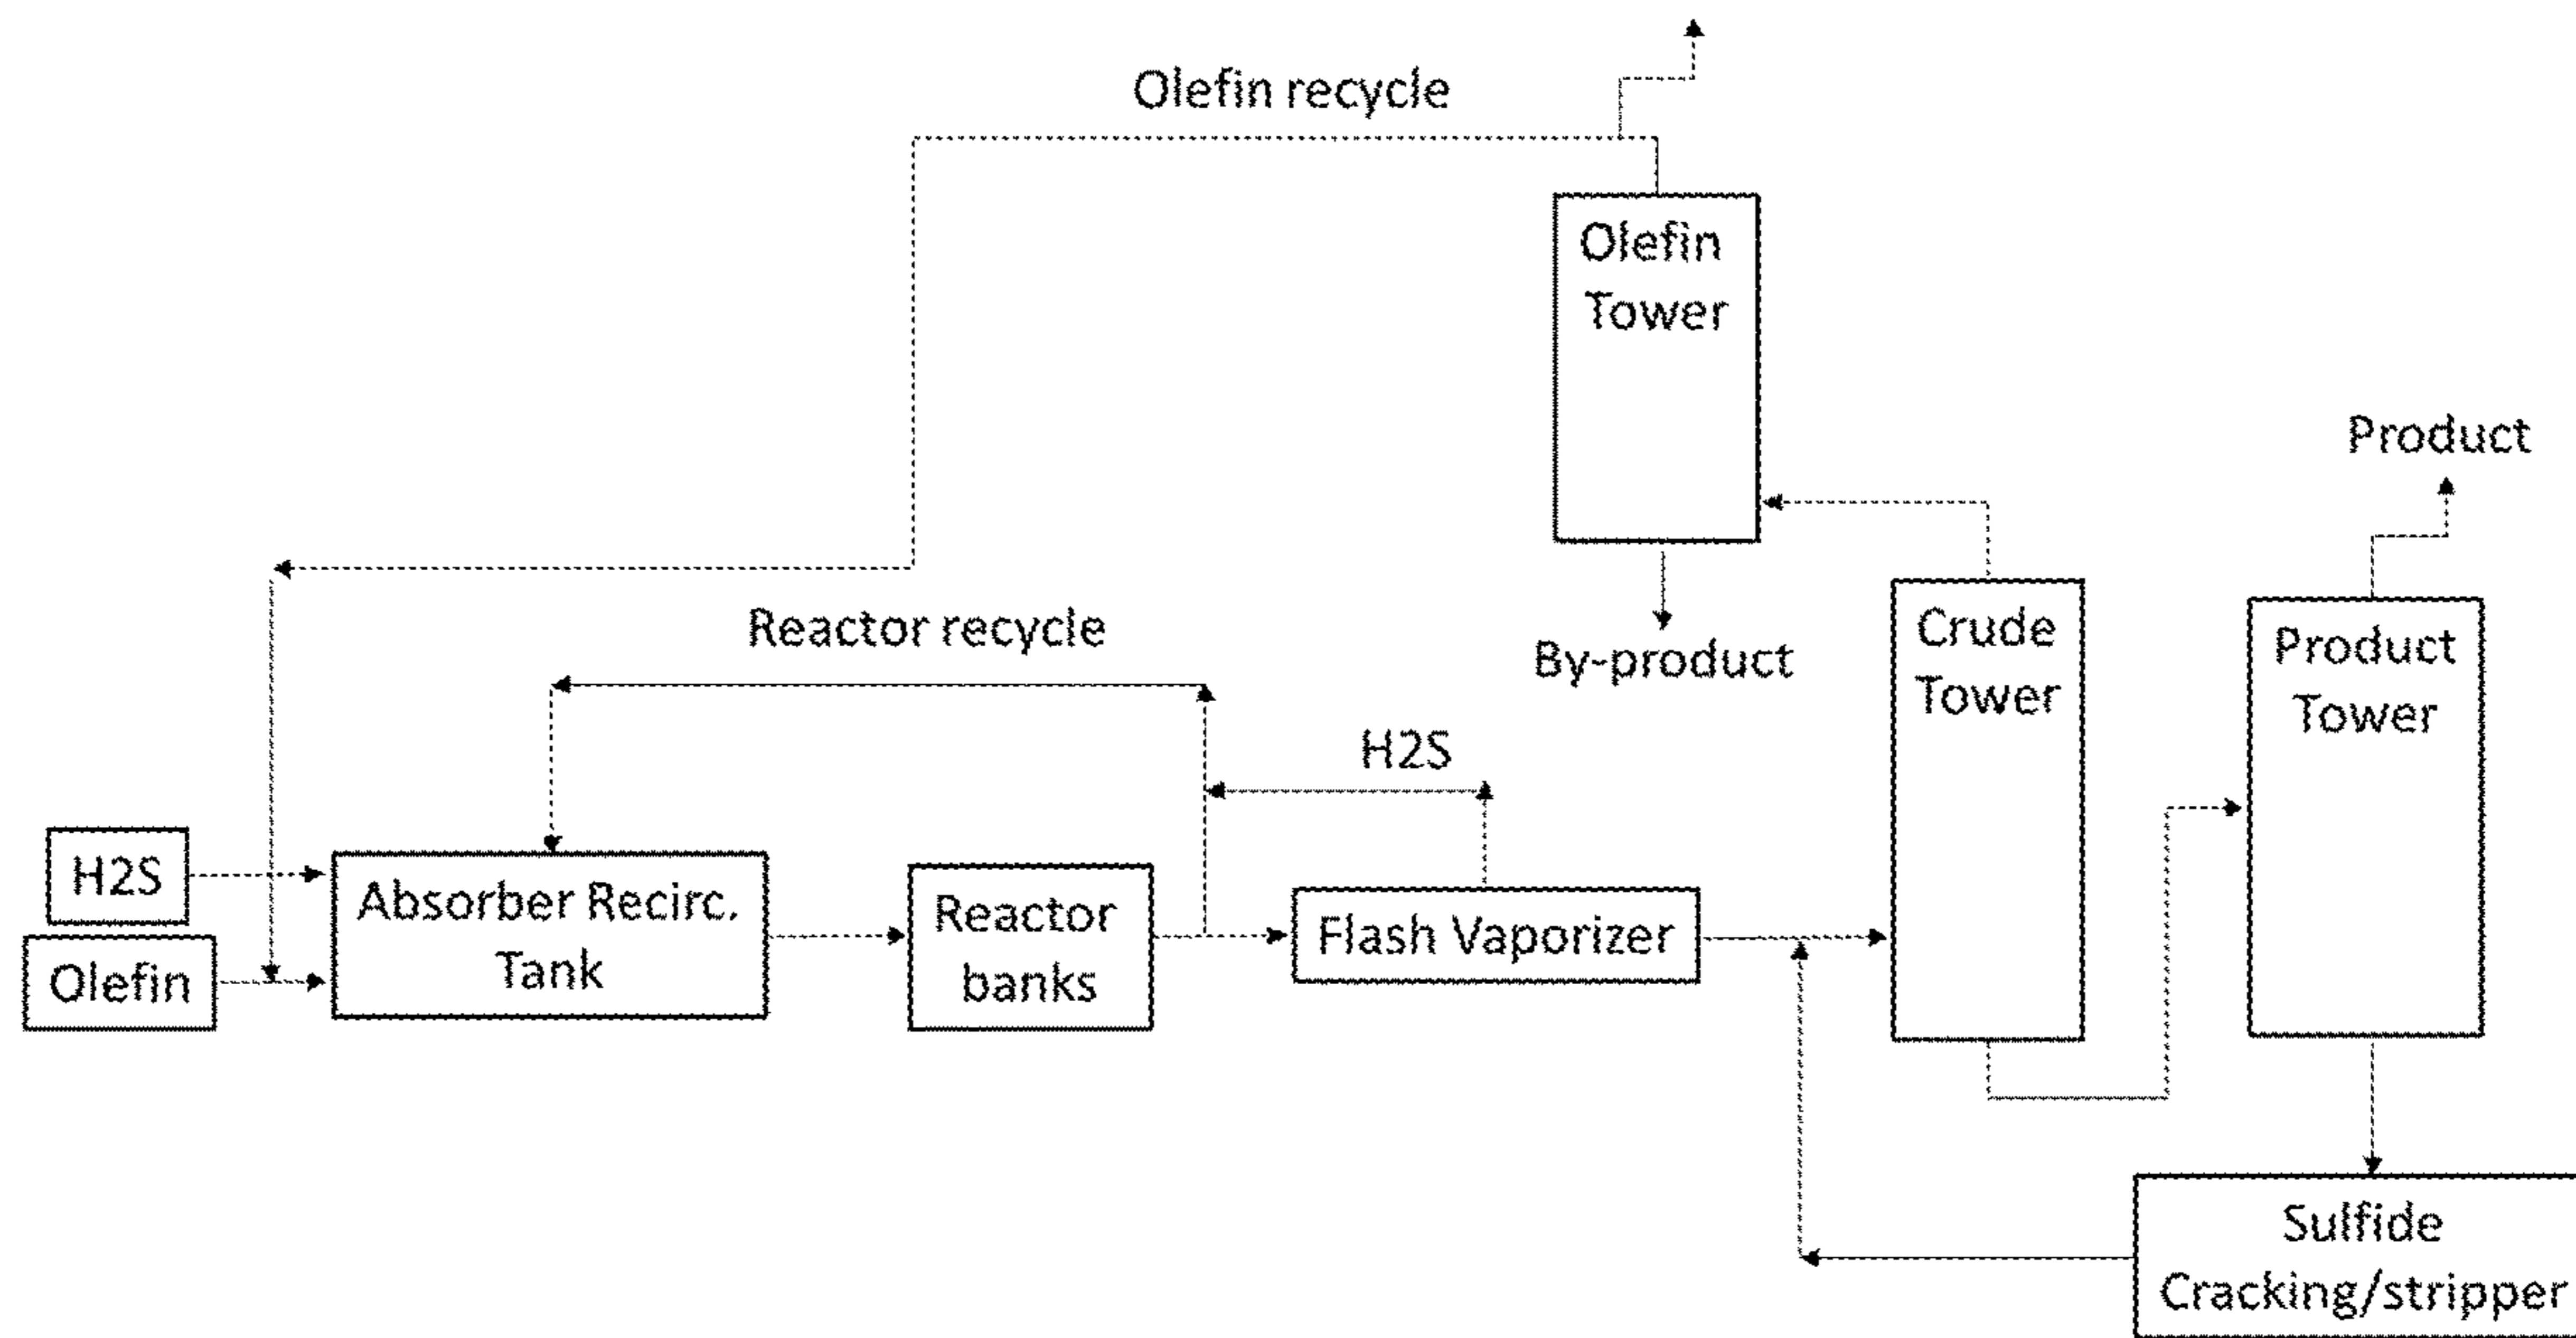 Olefin recycle
Olefin
Tower
Product
Reactor recycle
By-product
Crude
Tower
Product
Tower
H2S
H2S
Olefin
Absorber Recirc.
Tank
Reactor
banks
Flash Vaporizer
Sulfide
Cracking/stripper